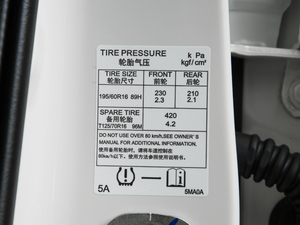 TIRE PRESSURE k Pa
轮胎气压 kgf/cm²
TIRE SIZE FRONT REAR
轮胎尺寸 前轮 后轮
195/60R16 89H 230 210
2.3 2.1
SPARE TIRE 420
备用轮胎
T125/70R16 96M 4.2
DO NOT USE OVER 80 km/h,SEE OWNER'S
MANUAL FOR ADDITIONAL INFORMATION.
使用备用轮胎时，请将车速控制在
80km/h以下。使用方法参照使用说明书。
5A 5MA0A